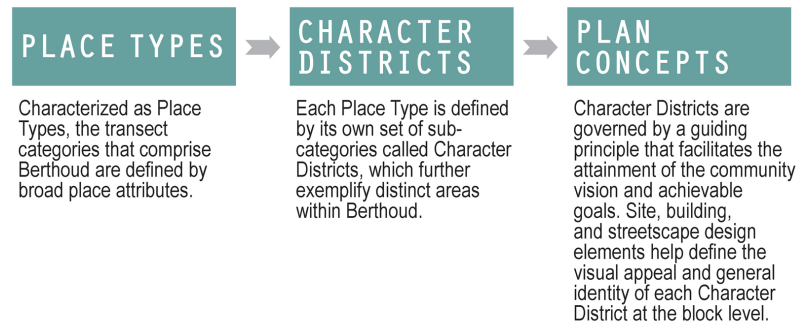 PLACE TYPES
Characterized as Place
Types, the transect
categories that comprise
Berthoud are defined by
broad place attributes.
CHARACTER
DISTRICTS
Each Place Type is defined
by its own set of sub-
categories called Character
Districts, which further
exemplify distinct areas
within Berthoud.
PLAN
CONCEPTS
Character Districts are
governed by a guiding
principle that facilitates the
attainment of the community
vision and achievable
goals. Site, building,
and streetscape design
elements help define the
visual appeal and general
identity of each Character
District at the block level.